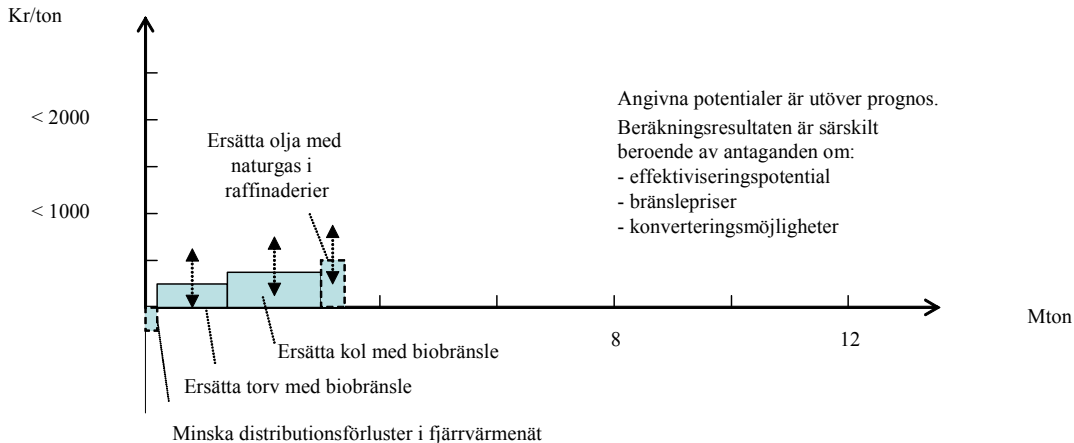 Kr/ton
< 2000
< 1000
Ersätta olja med
naturgas i
raffinaderier
Angivna potentialer är utöver prognos.
Beräkningsresultaten är särskilt
beroende av antaganden om:
- effektiviseringspotential
- bränslepriser
- konverteringsmöjligheter
8
12
Mton
Ersätta kol med biobränsle
Ersätta torv med biobränsle
Minska distributionsförluster i fjärrvärmenät